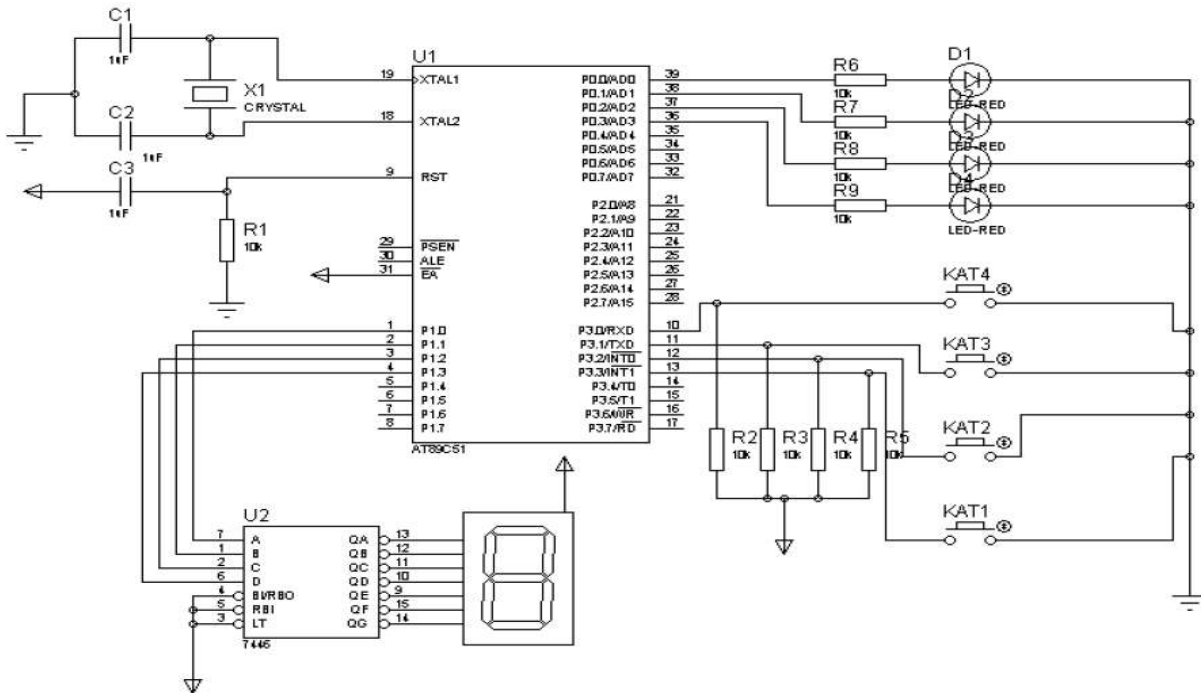 C1
1nF
X1
CRYSTAL
C2
1nF
C3
1nF
R1
10k
U1
19 XTAL1
18 XTAL2
9 RST
29 PSEN
30 ALE
31 EA
1 P1.0
2 P1.1
3 P1.2
4 P1.3
5 P1.4
6 P1.5
7 P1.6
8 P1.7
P0.0/AD0 39
P0.1/AD1 38
P0.2/AD2 37
P0.3/AD3 36
P0.4/AD4 35
P0.5/AD5 34
P0.6/AD6 33
P0.7/AD7 32
P2.0/A8 21
P2.1/A9 22
P2.2/A10 23
P2.3/A11 24
P2.4/A12 25
P2.5/A13 26
P2.6/A14 27
P2.7/A15 28
P3.0/RXD 10
P3.1/TXD 11
P3.2/INT0 12
P3.3/INT1 13
P3.4/T0 14
P3.5/T1 15
P3.6/WR 16
P3.7/RD 17
AT89C51
R6
10k
R7
10k
R8
10k
R9
10k
D1
LED-RED
D2
LED-RED
D3
LED-RED
D4
LED-RED
KAT4
KAT3
KAT2
KAT1
R2
10k
R3
10k
R4
10k
R5
10k
U2
7 A
1 B
2 C
6 D
4 BI/RBO
5 RBI
3 LT
QA 13
QB 12
QC 11
QD 10
QE 9
QF 15
QG 14
7446